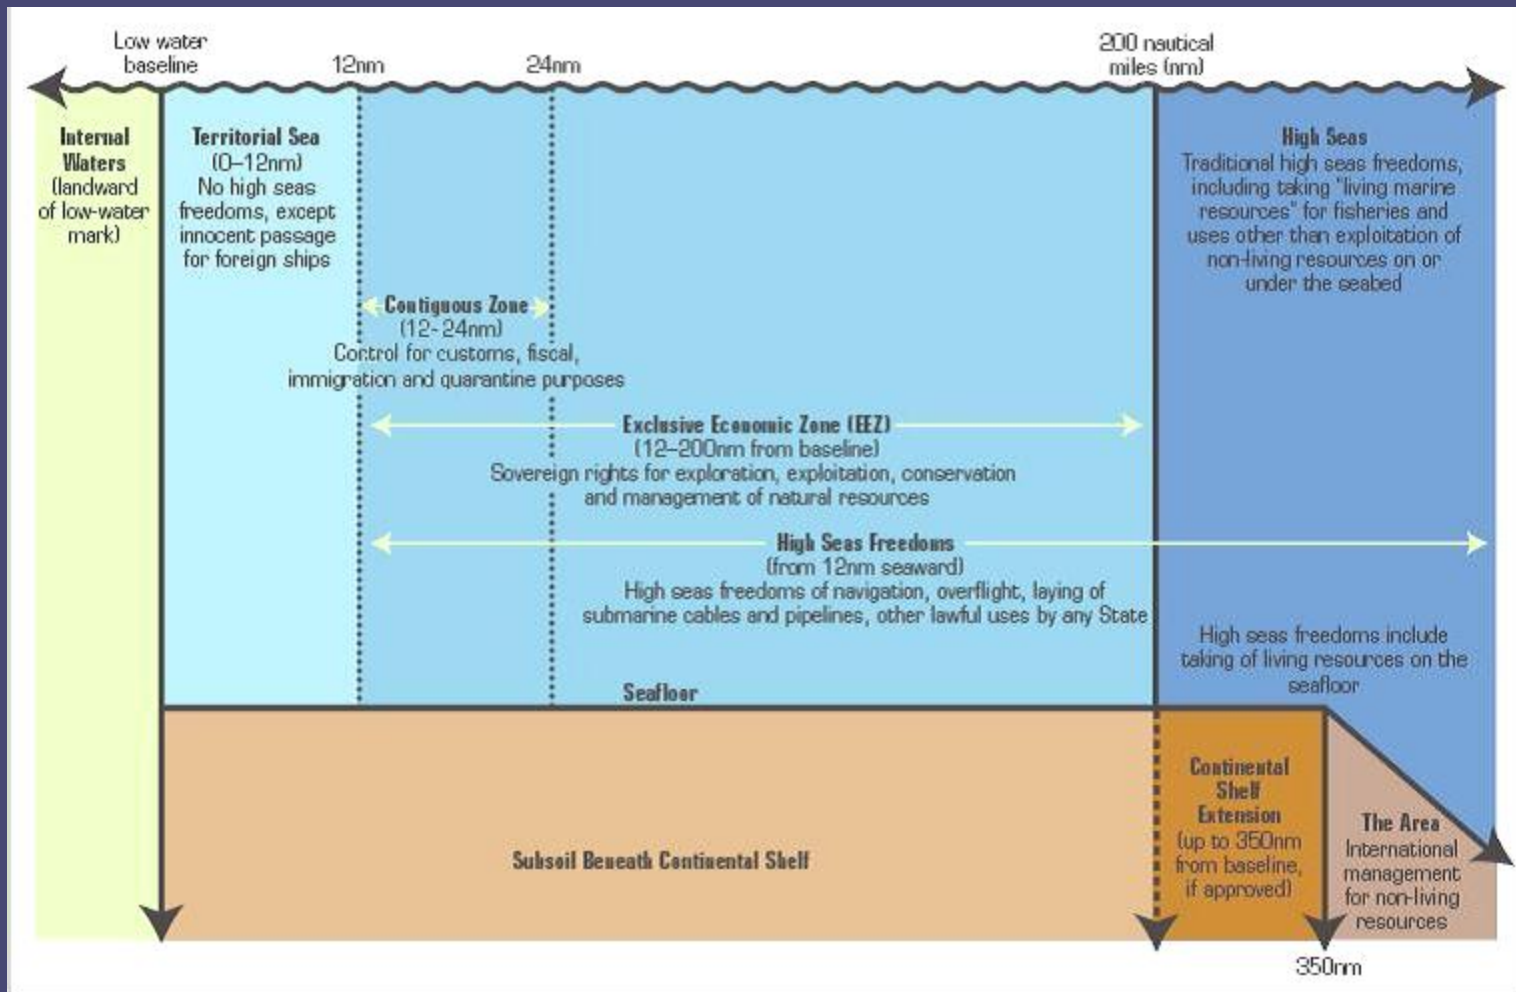 Low water
baseline
12nm
24nm
200 nautical
miles (nm)
Internal
Waters
(landward
of low-water
mark)
Territorial Sea
(0–12nm)
No high seas
freedoms, except
innocent passage
for foreign ships
High Seas
Traditional high seas freedoms,
including taking "living marine
resources" for fisheries and
uses other than exploitation of
non-living resources on or
under the seabed
Contiguous Zone
(12-24nm)
Control for customs, fiscal,
immigration and quarantine purposes
Exclusive Economic Zone (EEZ)
(12–200nm from baseline)
Sovereign rights for exploration, exploitation, conservation
and management of natural resources
High Seas Freedoms
(from 12nm seaward)
High seas freedoms of navigation, overflight, laying of
submarine cables and pipelines, other lawful uses by any State
High seas freedoms include
taking of living resources on the
seafloor
Seafloor
Subsoil Beneath Continental Shelf
Continental
Shelf
Extension
(up to 350nm
from baseline,
if approved)
The Area
International
management
for non-living
resources
350nm